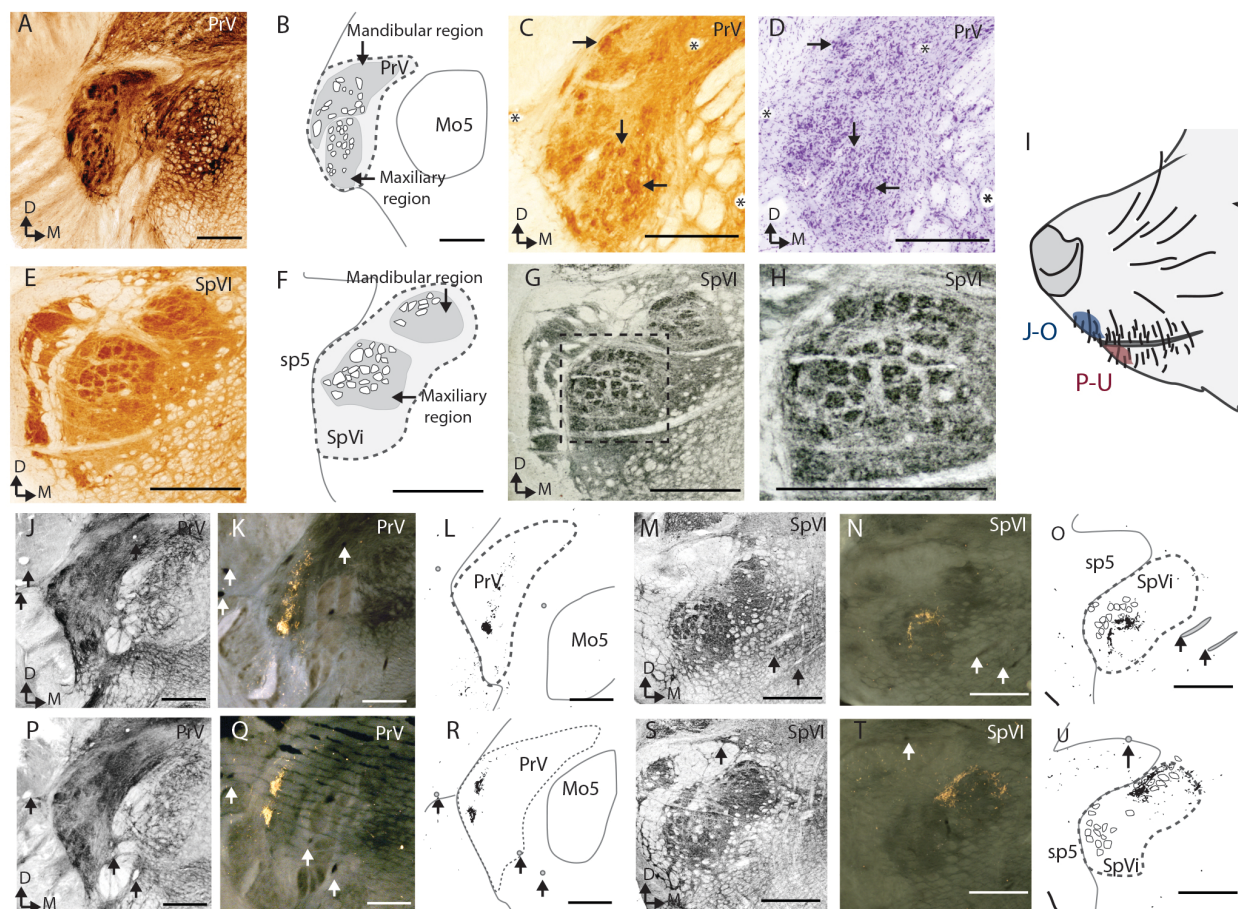 A
PrV
D
M
B
Mandibular region
PrV
Mo5
Maxiliary
region
C
PrV
*
*
*
D
M
D
PrV
*
*
*
E
SpVI
D
M
F
Mandibular region
sp5
Maxiliary
region
SpVi
G
SpVI
H
I
J-O
P-U
J
PrV
D
M
K
PrV
L
PrV
Mo5
M
SpVI
D
M
N
SpVI
O
sp5
SpVi
P
PrV
D
M
Q
PrV
R
PrV
Mo5
S
SpVI
D
M
T
SpVI
U
sp5
SpVi